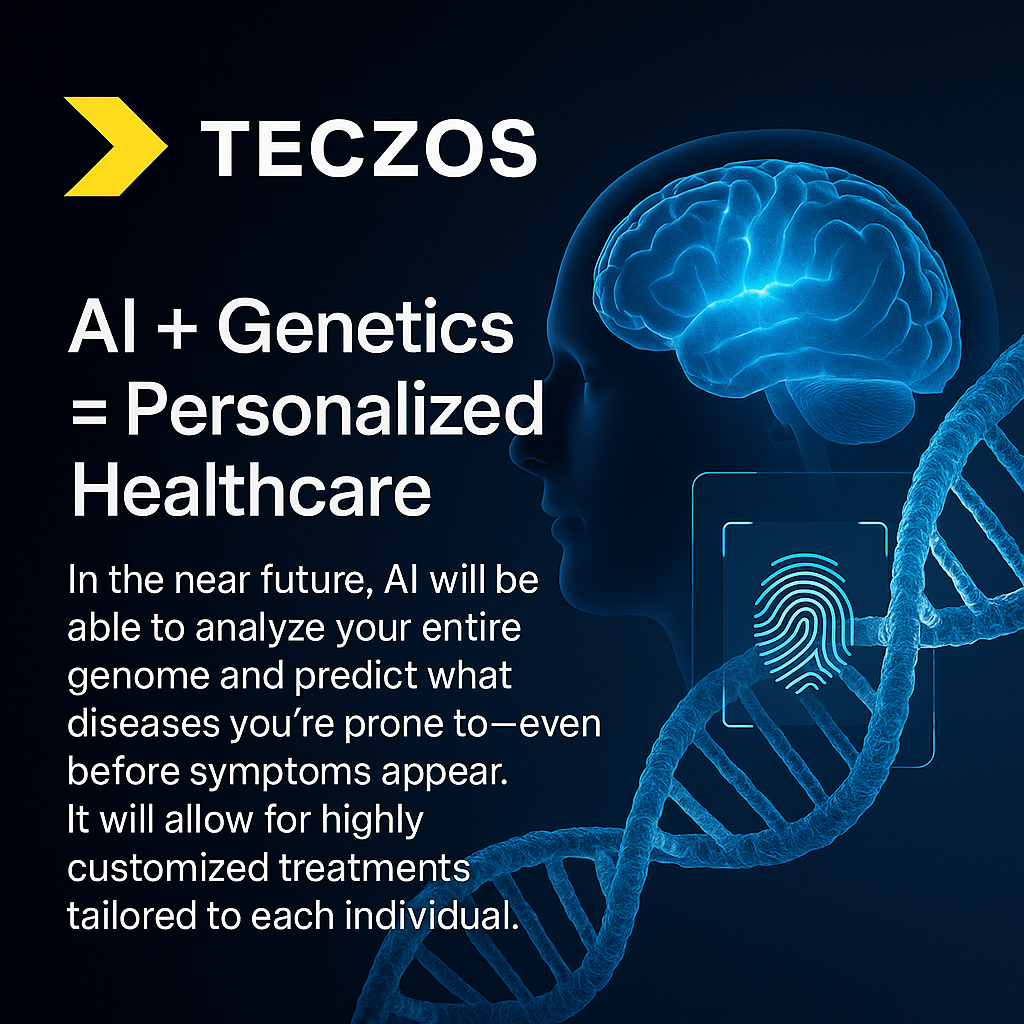 TECZOS
AI + Genetics
= Personalized
Healthcare
In the near future, AI will be
able to analyze your entire
genome and predict what
diseases you’re prone to—even
before symptoms appear.
It will allow for highly
customized treatments
tailored to each individual.